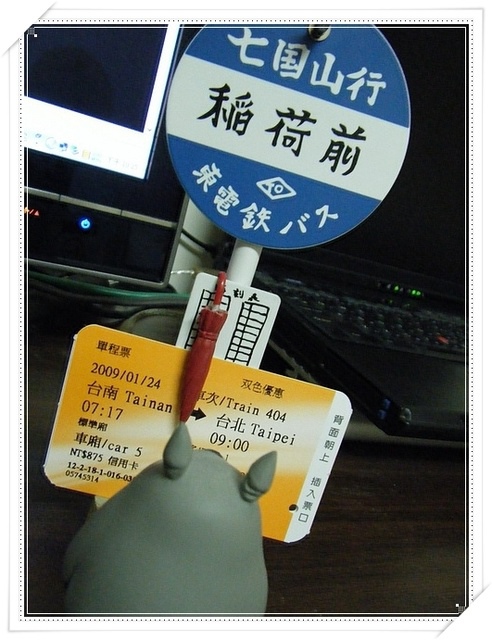 七国山行
稲荷前
東電鉄バス
時刻表
單程票
2009/01/24
双色優惠
台南 Tainan
車次/Train 404
07:17
台北 Taipei
標準廂
09:00
車廂/car 5
NT$875 信用卡
12-2-18-1-016-03
05745314
背面朝上 插入票口